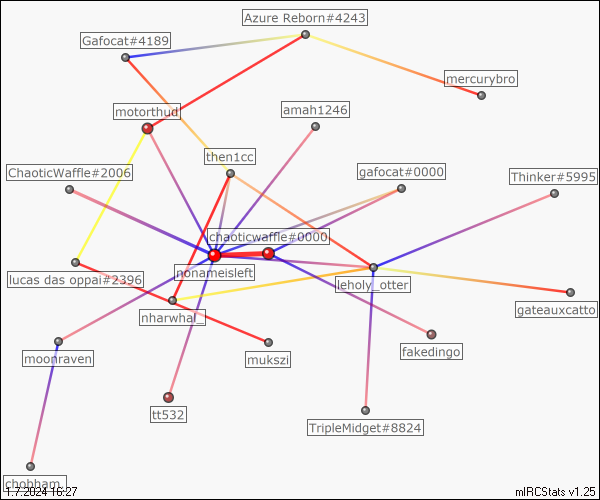 Azure Reborn#4243
Gafocat#4189
mercurybro
motorthud
amah1246
then1cc
ChaoticWaffle#2006
gafocat#0000
Thinker#5995
chaoticwaffle#0000
nonameisleft
lucas das oppai#2396
leholy_otter
nharwhal_
gateauxcatto
moonraven
mukszi
fakedingo
tt532
TripleMidget#8824
chobham_
1.7.2024 16:27
mIRCStats v1.25